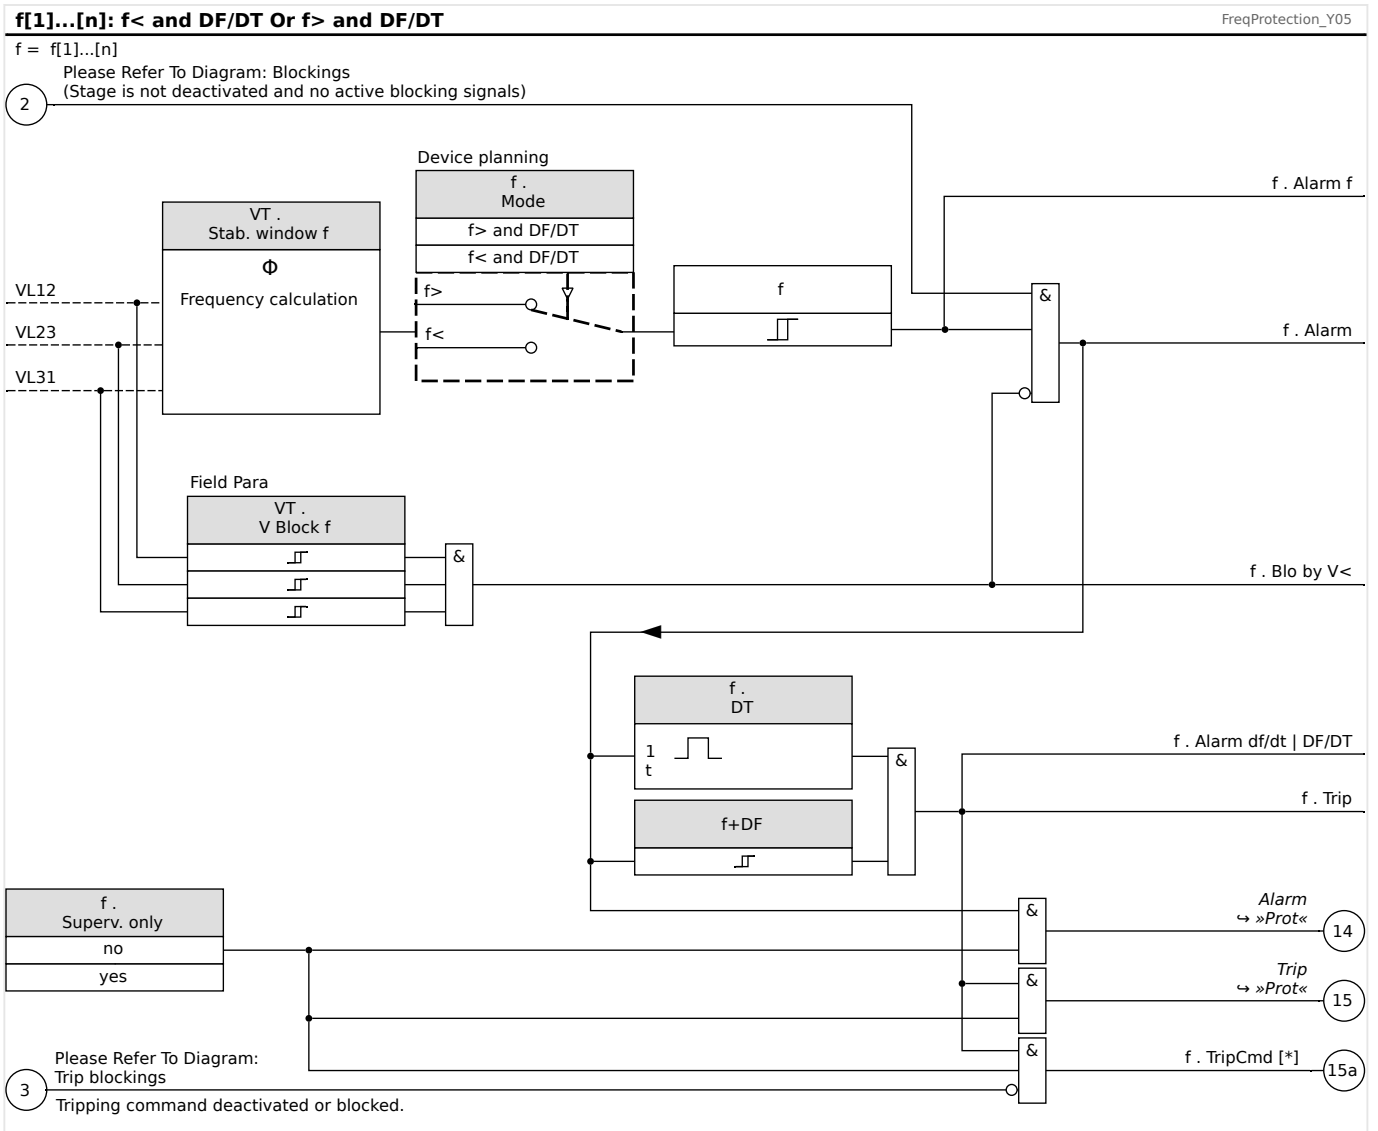 f[1]...[n]: f< and DF/DT Or f> and DF/DT
FreqProtection_Y05
f = f[1]...[n]
Please Refer To Diagram: Blockings
(Stage is not deactivated and no active blocking signals)
2
Device planning
f .
Mode
f> and DF/DT
f< and DF/DT
f>
f<
VT .
Stab. window f
Φ
Frequency calculation
VL12
VL23
VL31
f
&
f . Alarm f
f . Alarm
Field Para
VT .
V Block f
&
f . Blo by V<
f .
DT
1
t
f+DF
&
f . Alarm df/dt | DF/DT
f . Trip
f .
Superv. only
no
yes
&
Alarm
↪ »Prot«
14
&
Trip
↪ »Prot«
15
&
f . TripCmd [*]
15a
Please Refer To Diagram:
Trip blockings
3
Tripping command deactivated or blocked.